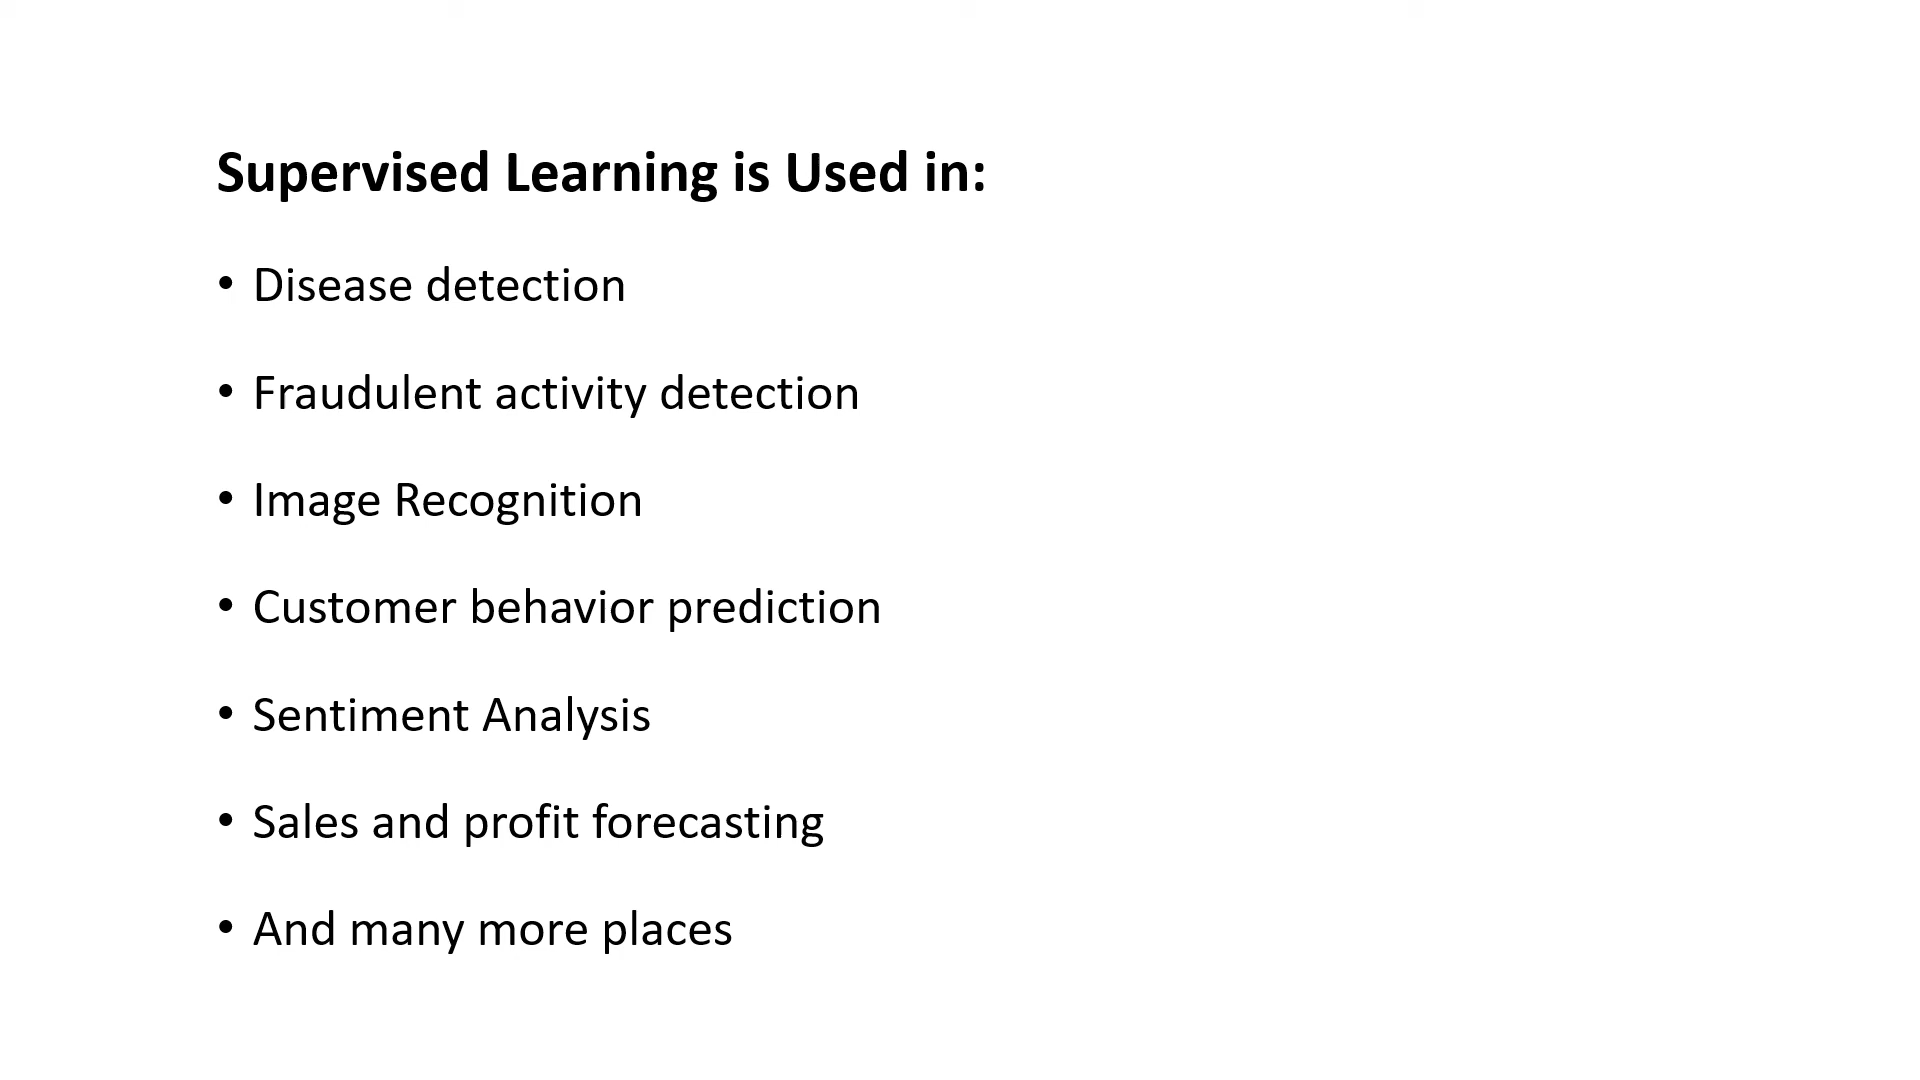 Supervised Learning is Used in:
• Disease detection
• Fraudulent activity detection
• Image Recognition
• Customer behavior prediction
• Sentiment Analysis
• Sales and profit forecasting
• And many more places